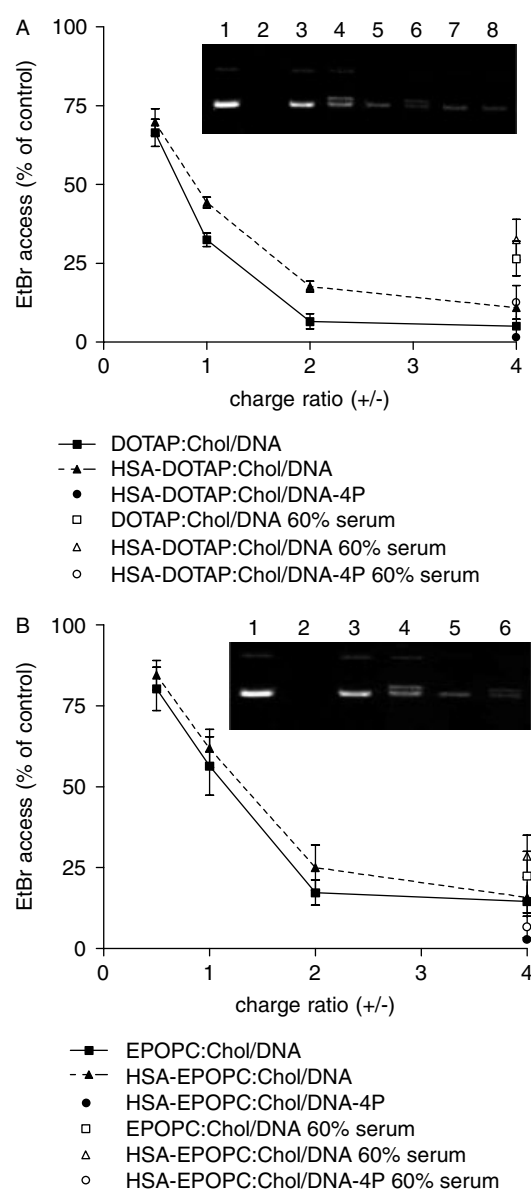 A
100
75
50
25
0
EtBr access (% of control)
1 2 3 4 5 6 7 8
0 1 2 3 4
charge ratio (+/-)
DOTAP:Chol/DNA
HSA-DOTAP:Chol/DNA
HSA-DOTAP:Chol/DNA-4P
DOTAP:Chol/DNA 60% serum
HSA-DOTAP:Chol/DNA 60% serum
HSA-DOTAP:Chol/DNA-4P 60% serum
B
100
75
50
25
0
EtBr access (% of control)
1 2 3 4 5 6
0 1 2 3 4
charge ratio (+/-)
EPOPC:Chol/DNA
HSA-EPOPC:Chol/DNA
HSA-EPOPC:Chol/DNA-4P
EPOPC:Chol/DNA 60% serum
HSA-EPOPC:Chol/DNA 60% serum
HSA-EPOPC:Chol/DNA-4P 60% serum